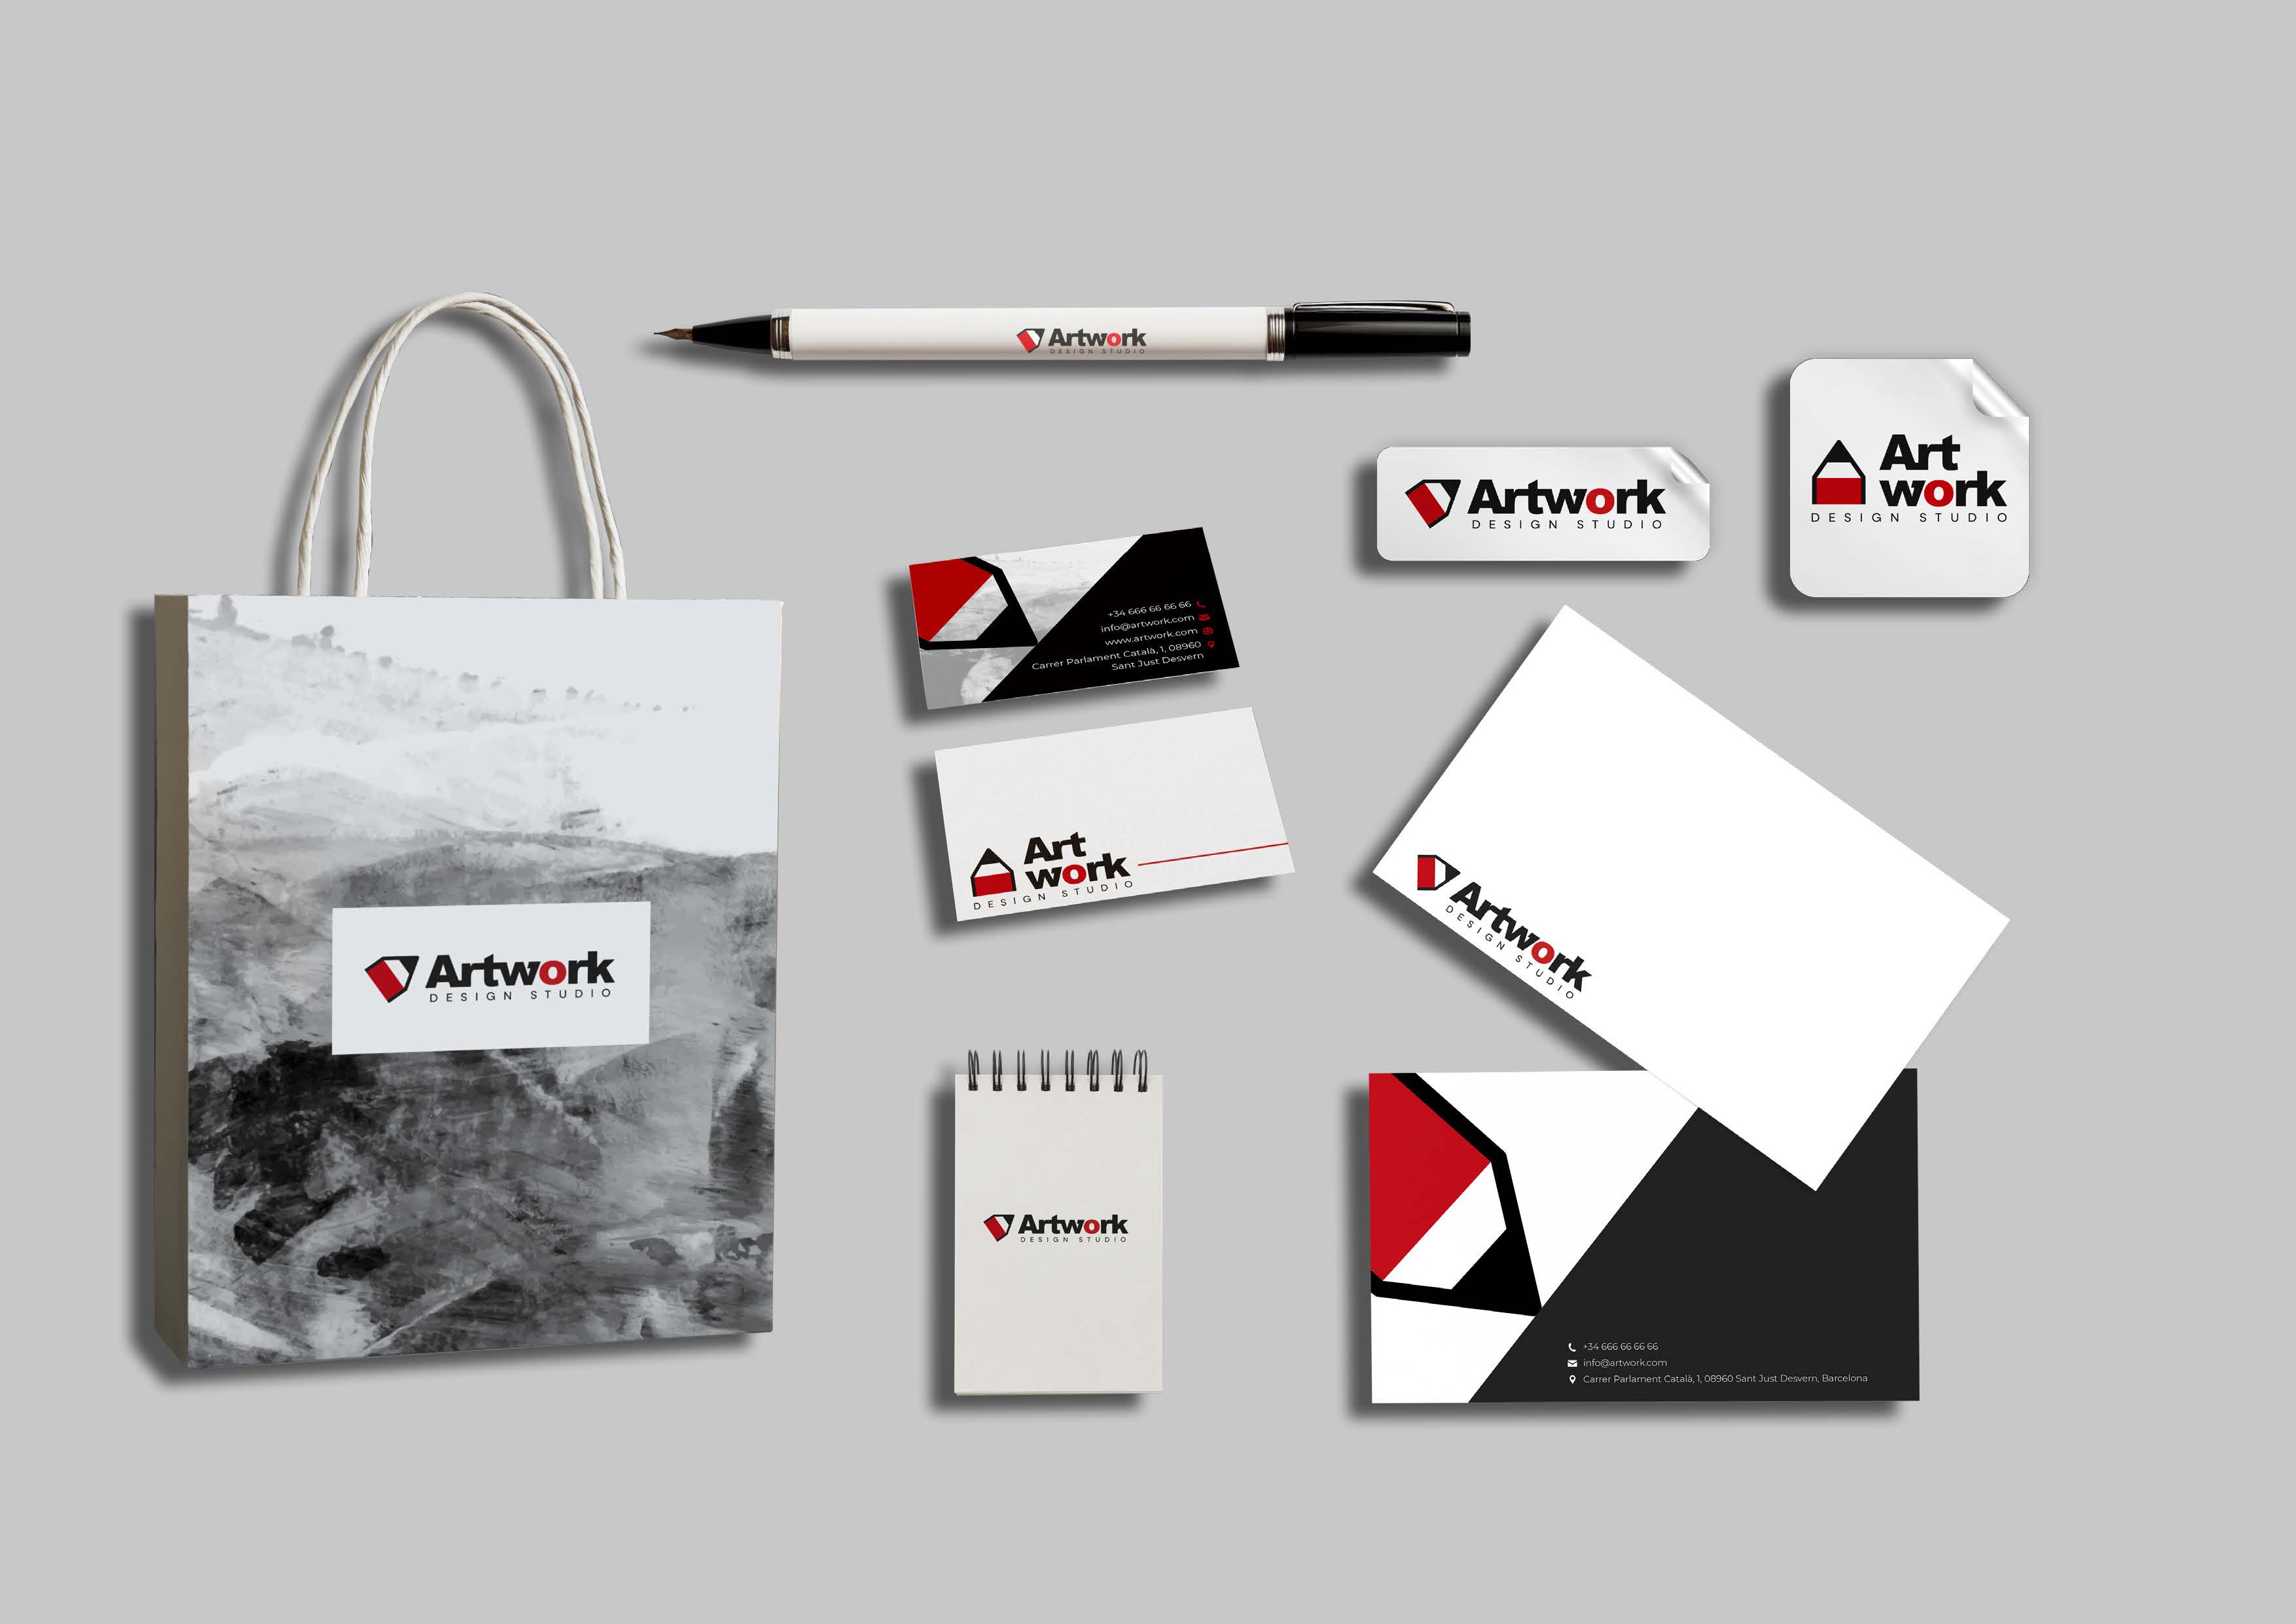 Artwork
DESIGN STUDIO
Artwork
DESIGN STUDIO
Art
work
DESIGN STUDIO
+34 666 66 66 66
info@artwork.com
www.artwork.com
Carrer Parlament Català, 1, 08960
Sant Just Desvern
Art
work
DESIGN STUDIO
Artwork
DESIGN STUDIO
Artwork
DESIGN STUDIO
Artwork
DESIGN STUDIO
+34 666 66 66 66
info@artwork.com
Carrer Parlament Català, 1, 08960 Sant Just Desvern, Barcelona